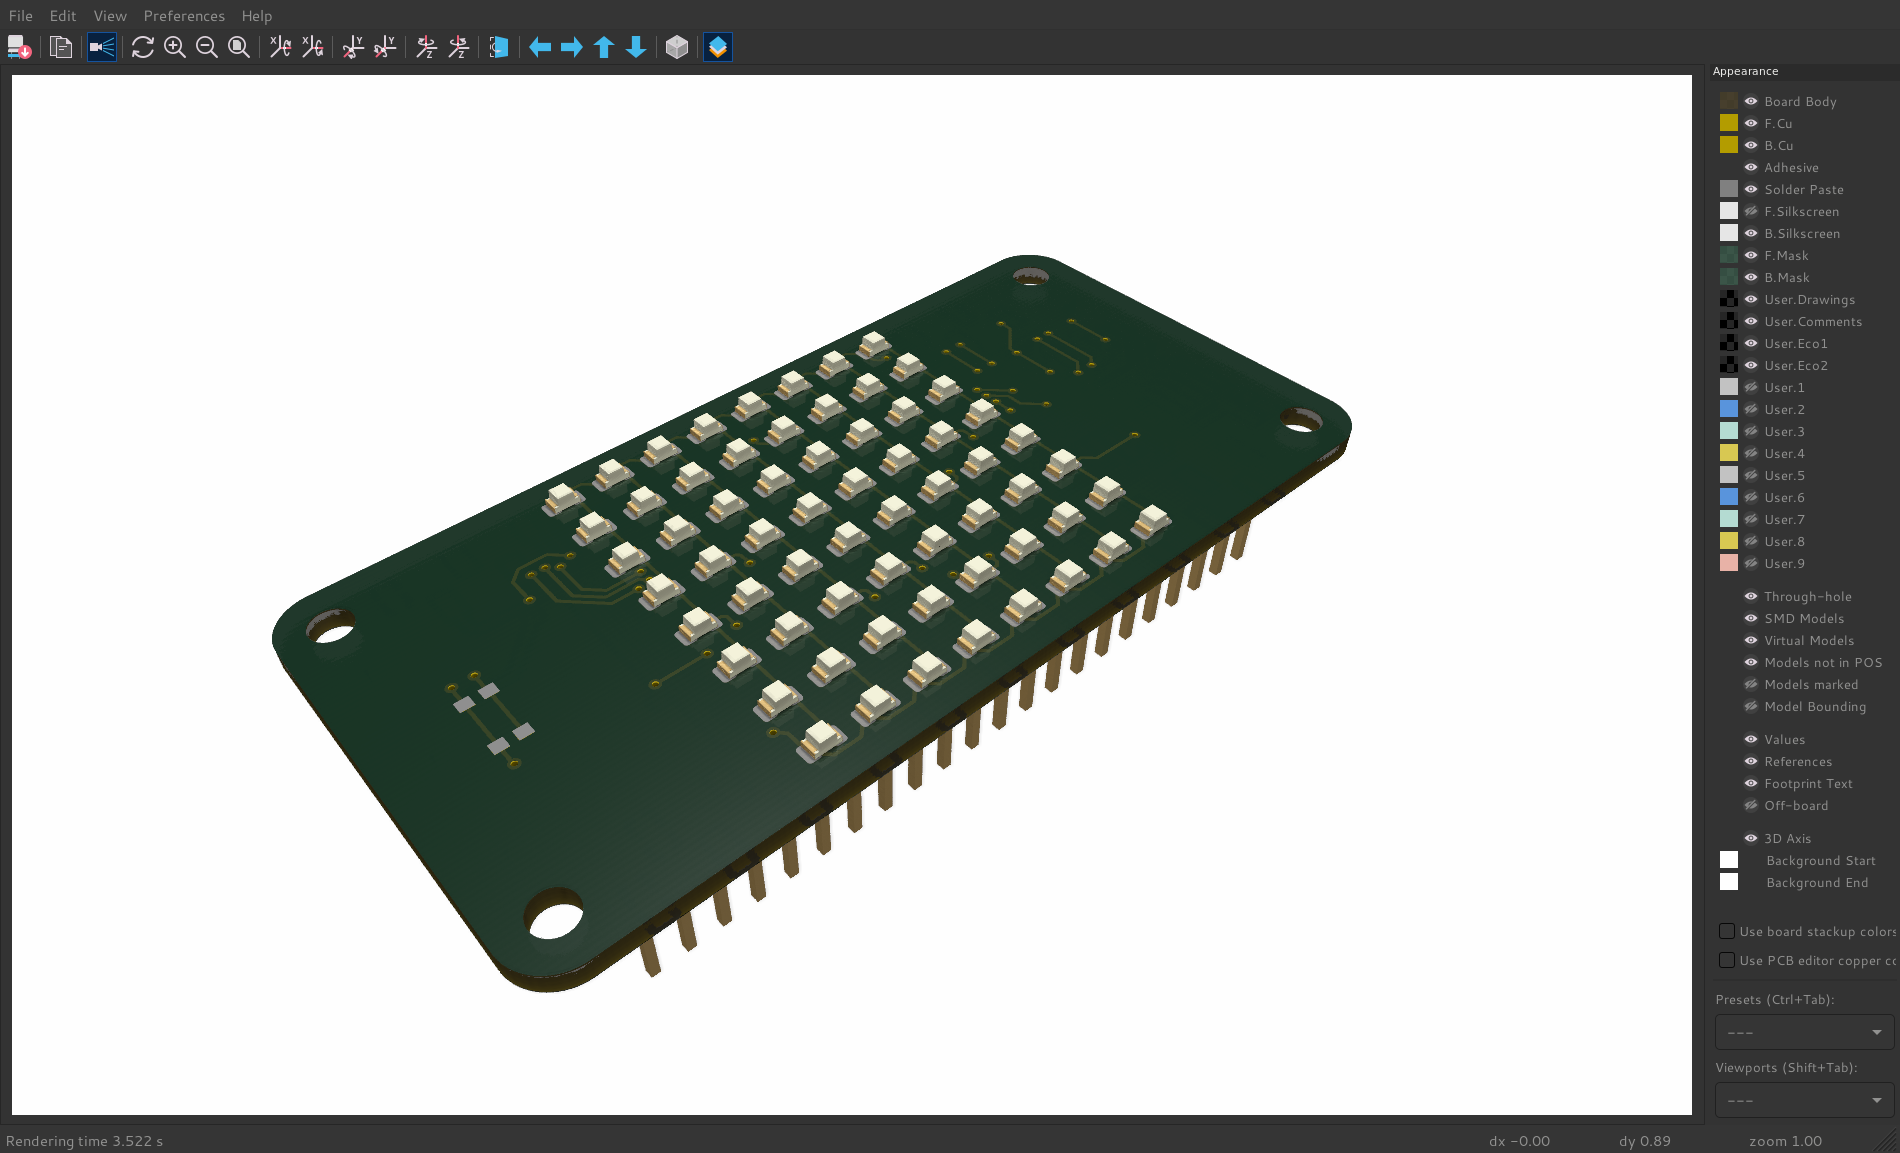 File Edit View Preferences Help
Appearance
Board Body
F.Cu
B.Cu
Adhesive
Solder Paste
F.Silkscreen
B.Silkscreen
F.Mask
B.Mask
User.Drawings
User.Comments
User.Eco1
User.Eco2
User.1
User.2
User.3
User.4
User.5
User.6
User.7
User.8
User.9
Through-hole
SMD Models
Virtual Models
Models not in POS
Models marked
Model Bounding
Values
References
Footprint Text
Off-board
3D Axis
Background Start
Background End
Use board stackup colors
Use PCB editor copper co
Presets (Ctrl+Tab):
---
Viewports (Shift+Tab):
---
Rendering time 3.522 s dx -0.00 dy 0.89 zoom 1.00